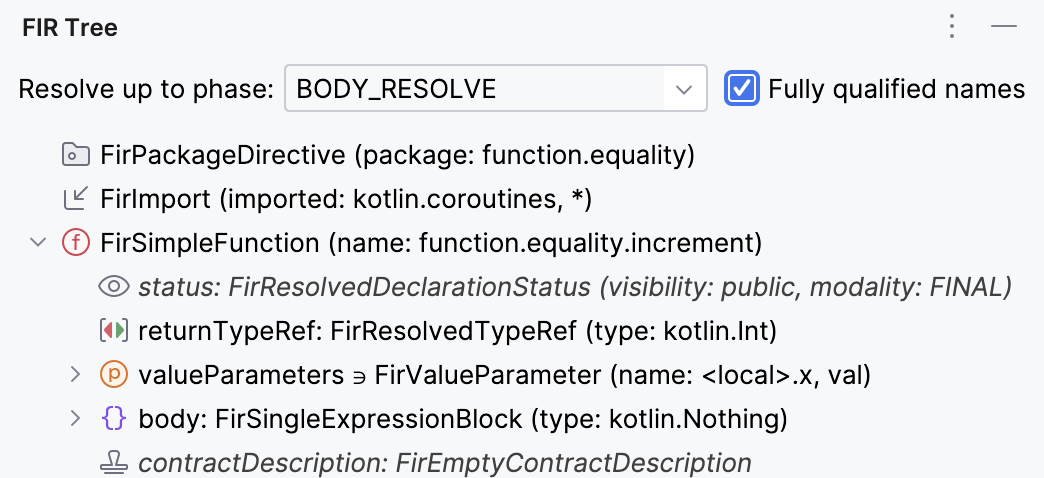 FIR Tree
Resolve up to phase: BODY_RESOLVE Fully qualified names
FirPackageDirective (package: function.equality)
FirImport (imported: kotlin.coroutines, *)
f FirSimpleFunction (name: function.equality.increment)
status: FirResolvedDeclarationStatus (visibility: public, modality: FINAL)
returnTypeRef: FirResolvedTypeRef (type: kotlin.Int)
p valueParameters ∋ FirValueParameter (name: <local>.x, val)
{} body: FirSingleExpressionBlock (type: kotlin.Nothing)
contractDescription: FirEmptyContractDescription